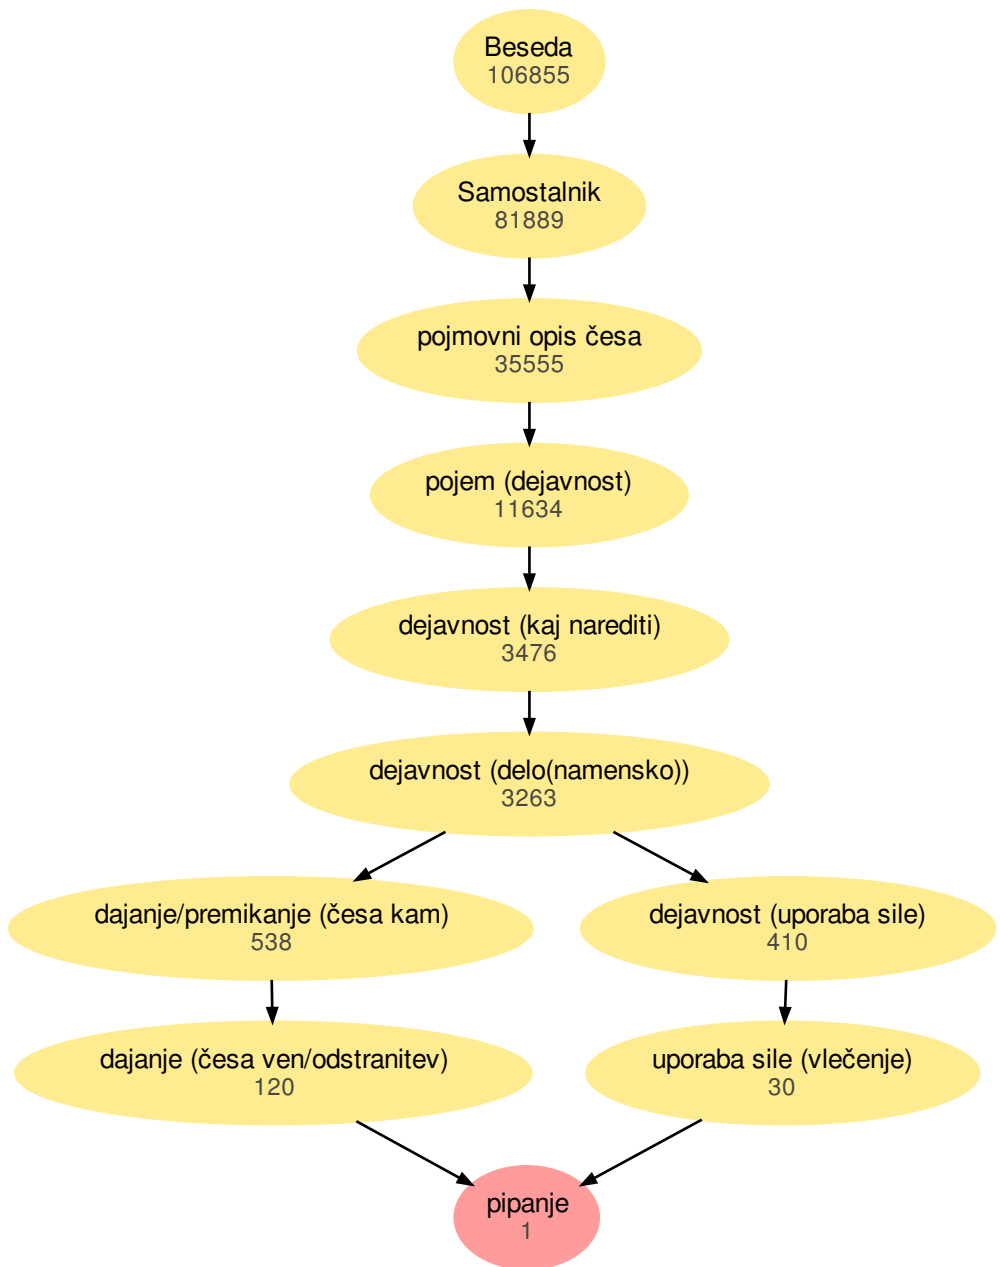 Beseda
106855
Samostalnik
81889
pojmovni opis česa
35555
pojem (dejavnost)
11634
dejavnost (kaj narediti)
3476
dejavnost (delo(namensko))
3263
dajanje/premikanje (česa kam)
538
dejavnost (uporaba sile)
410
dajanje (česa ven/odstranitev)
120
uporaba sile (vlečenje)
30
pipanje
1